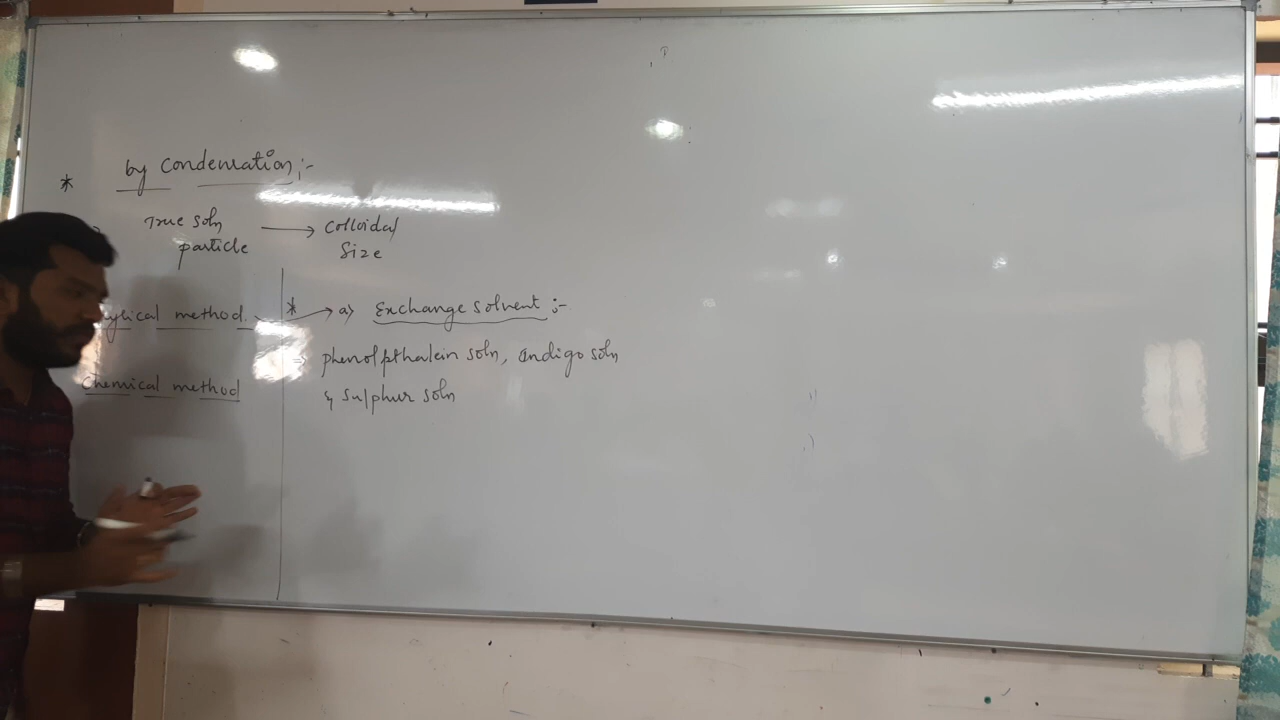 * by Condensation :-
True soln → Colloidal
particle size
method. * → a) Exchange solvent :-
⇒ phenolpthalein soln, indigo soln
Chemical method
& sulphur soln